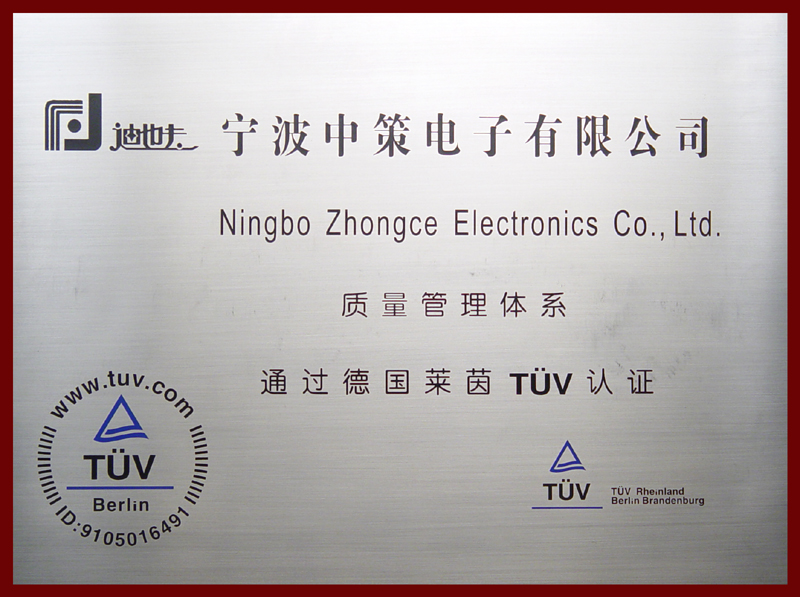 迪咔 宁波中策电子有限公司
Ningbo Zhongce Electronics Co., Ltd.
质量管理体系
通过德国莱茵 TÜV 认证
www.tuv.com
TÜV
Berlin
ID:9105016491
TÜV
TÜV Rheinland
Berlin Brandenburg